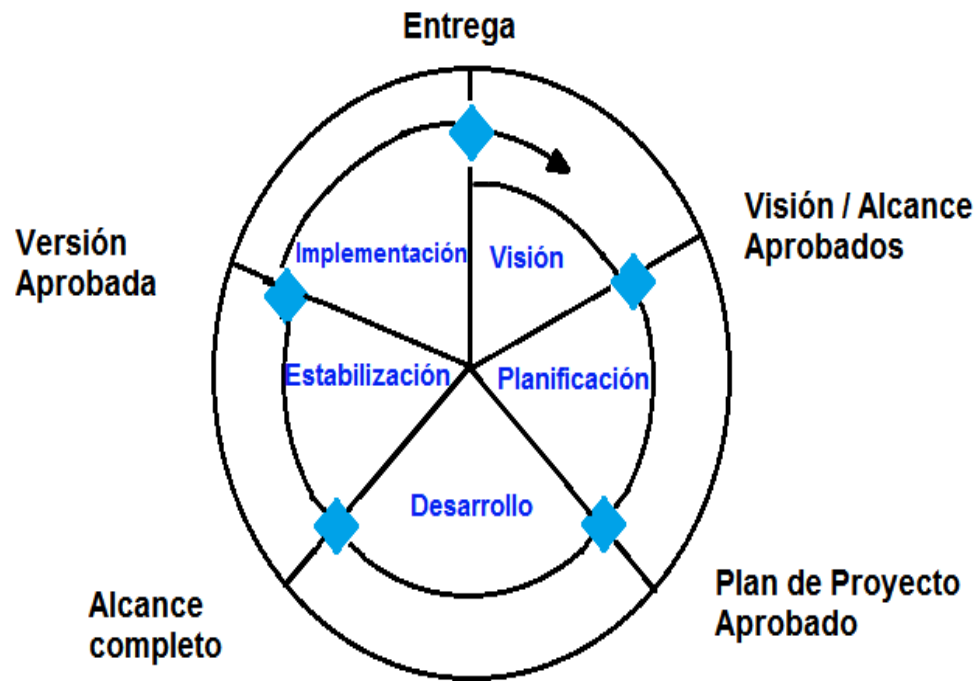 Entrega
Visión / Alcance
Aprobados
Versión
Aprobada
Implementación
Visión
Estabilización
Planificación
Desarrollo
Plan de Proyecto
Aprobado
Alcance
completo